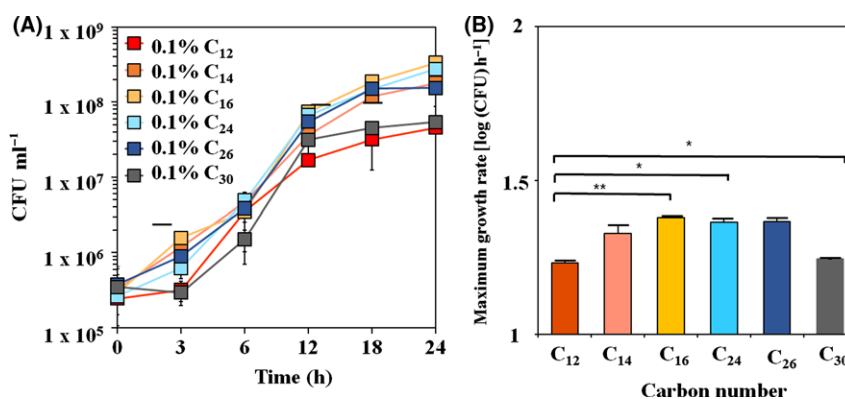 (A)
1 x 10⁹
1 x 10⁸
1 x 10⁷
1 x 10⁶
1 x 10⁵
CFU ml⁻¹
0.1% C₁₂
0.1% C₁₄
0.1% C₁₆
0.1% C₂₄
0.1% C₂₆
0.1% C₃₀
0 3 6 12 18 24
Time (h)
(B)
Maximum growth rate [log (CFU) h⁻¹]
2
1.5
1
*
*
**
C₁₂ C₁₄ C₁₆ C₂₄ C₂₆ C₃₀
Carbon number